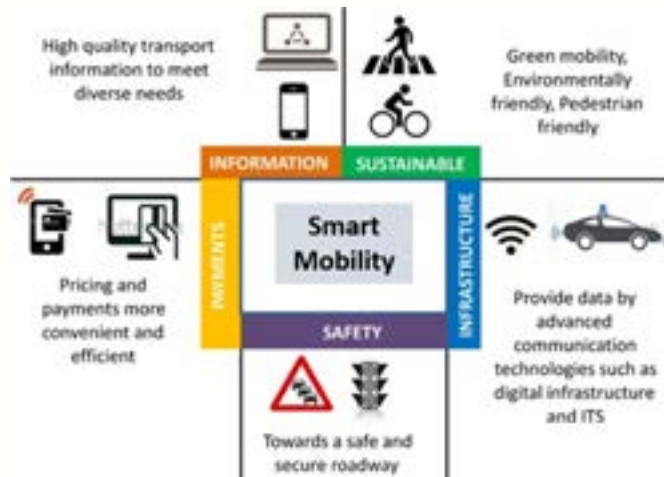 High quality transport
information to meet
diverse needs
Green mobility,
Environmentally
friendly, Pedestrian
friendly
INFORMATION
SUSTAINABLE
PAYMENTS
Smart
Mobility
INFRASTRUCTURE
SAFETY
Pricing and
payments more
convenient and
efficient
Provide data by
advanced
communication
technologies such as
digital infrastructure
and ITS
Towards a safe and
secure roadway